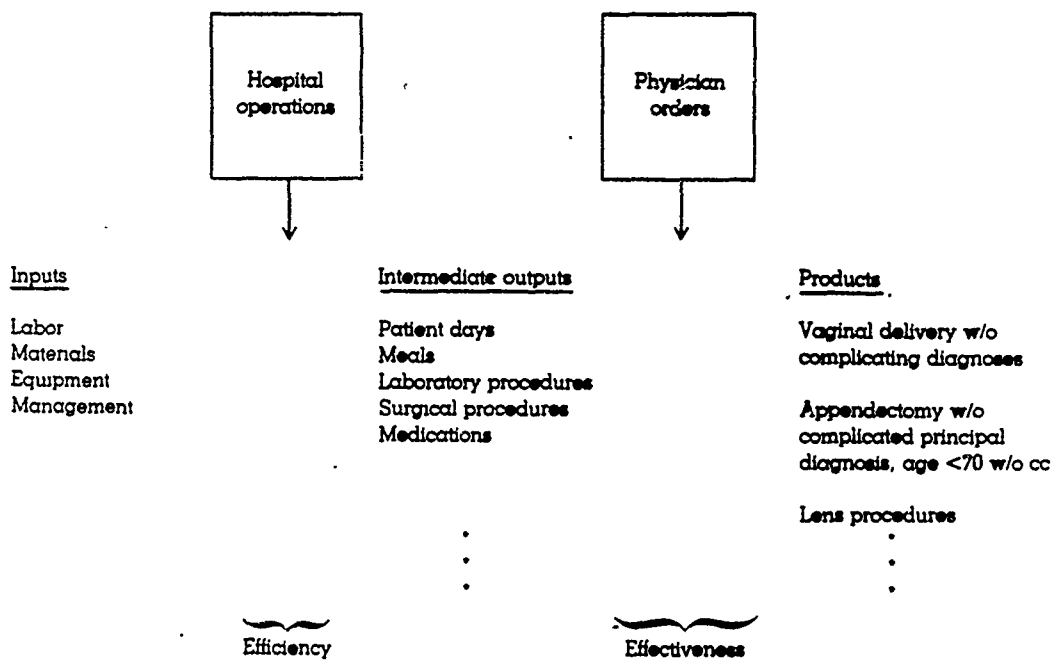 Hospital
operations
Physician
orders
Inputs
Labor
Materials
Equipment
Management
Intermediate outputs
Patient days
Meals
Laboratory procedures
Surgical procedures
Medications
Products
Vaginal delivery w/o
complicating diagnoses
Appendectomy w/o
complicated principal
diagnosis, age <70 w/o cc
Lens procedures
Efficiency
Effectiveness